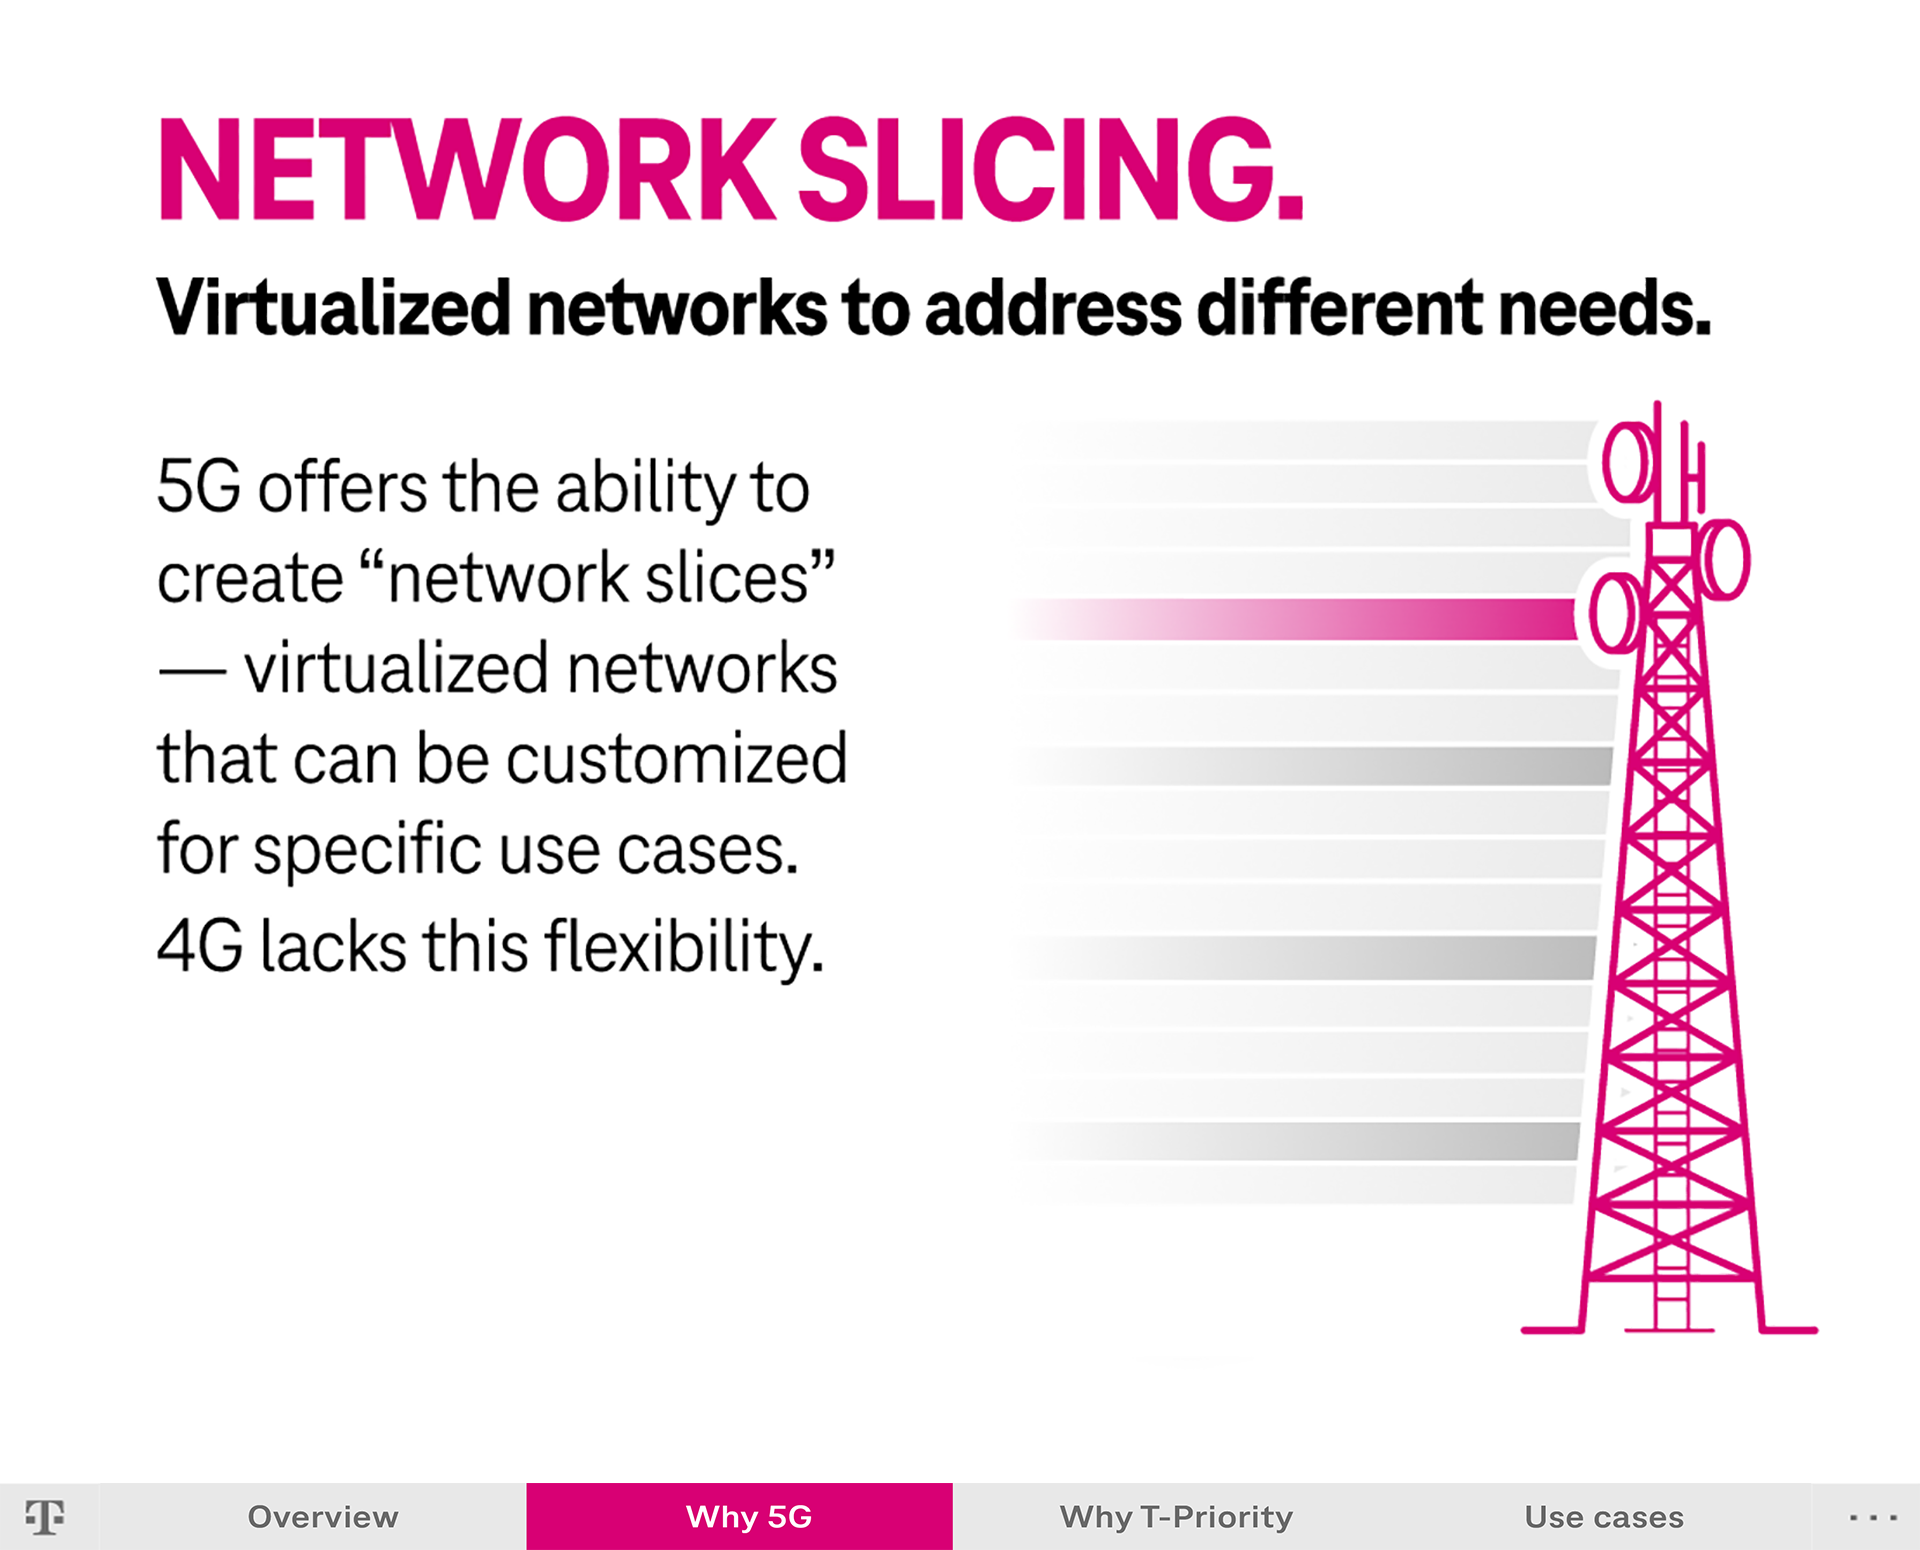 NETWORK SLICING.
Virtualized networks to address different needs.
5G offers the ability to
create “network slices”
— virtualized networks
that can be customized
for specific use cases.
4G lacks this flexibility.
T
Overview
Why 5G
Why T-Priority
Use cases
...